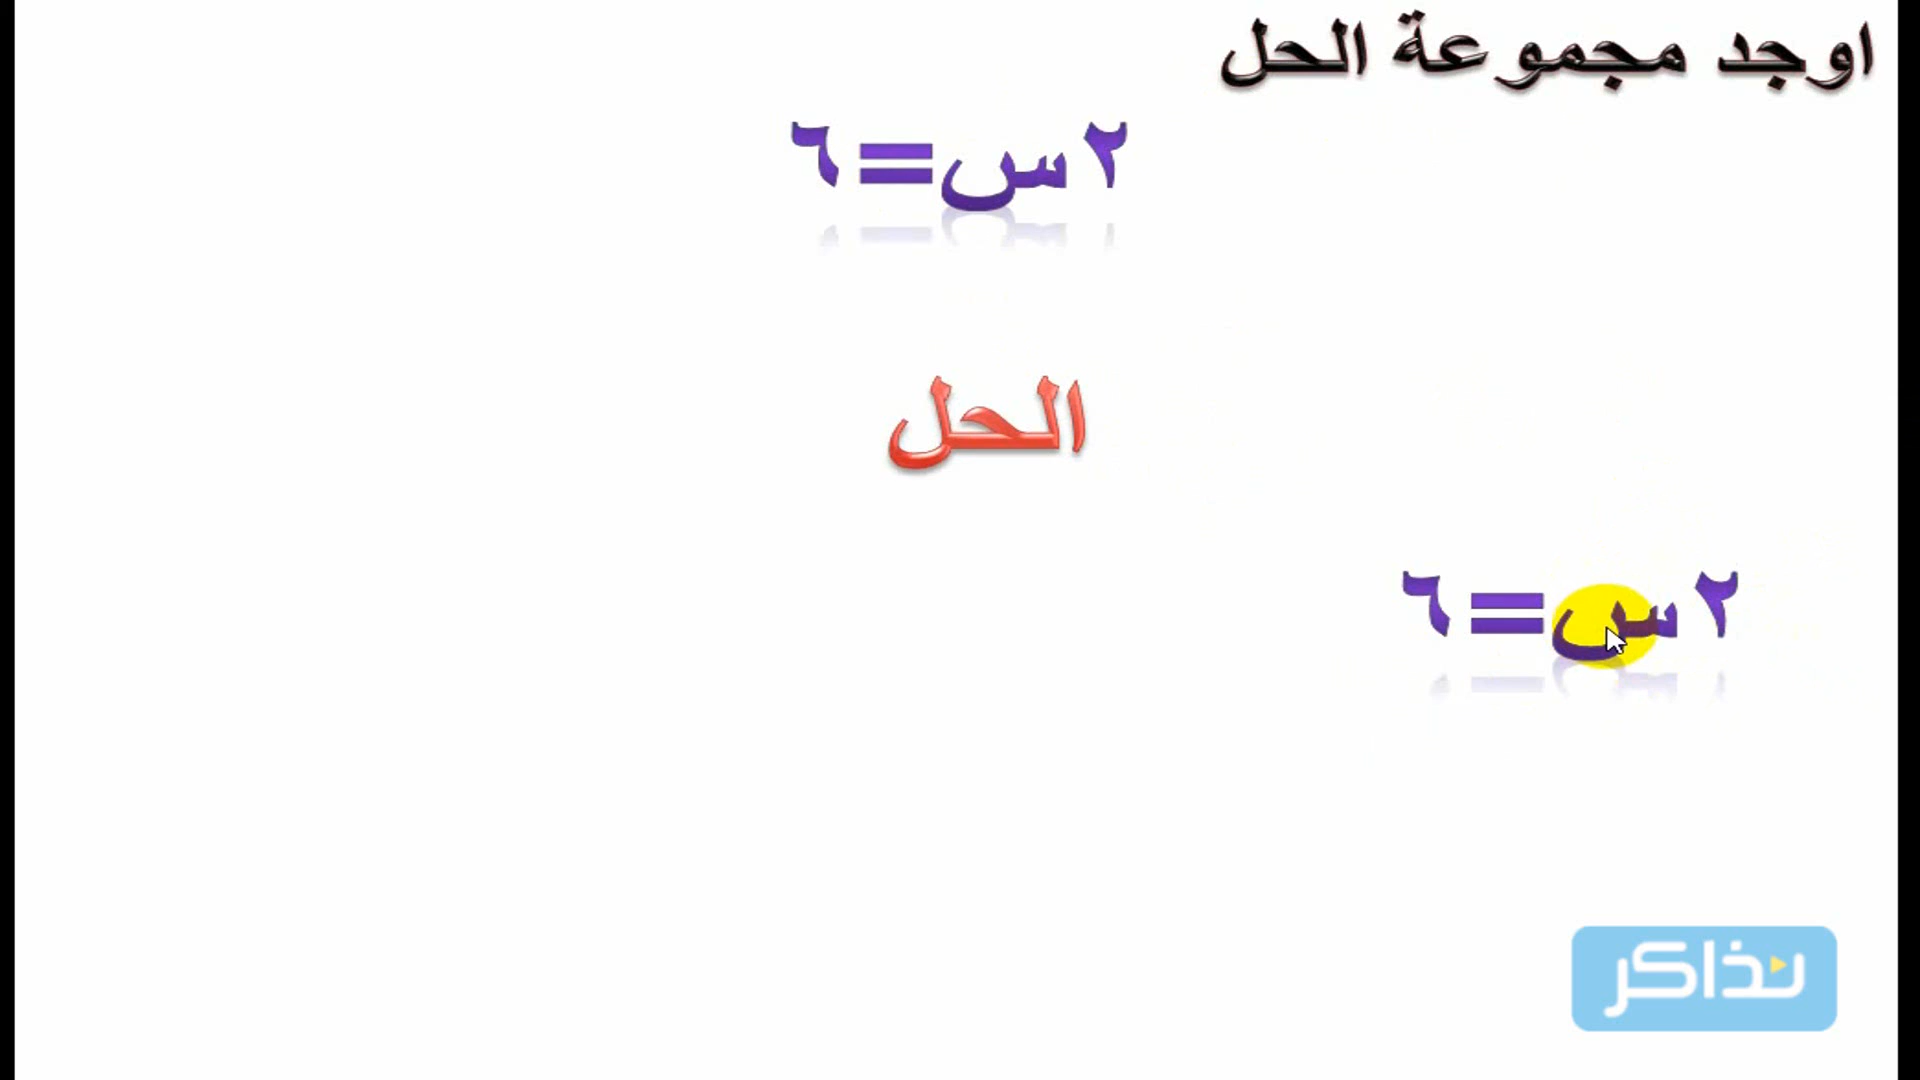 اوجد مجموعة الحل
٢س=٦
الحل
٢س=٦
نذاكر